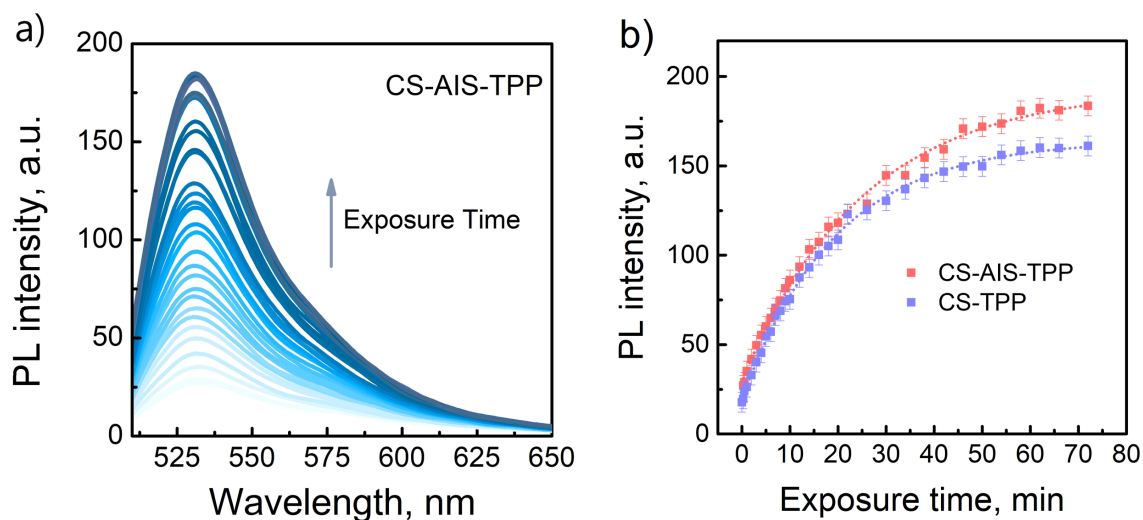 a)
PL intensity, a.u.
200
150
100
50
0
CS-AIS-TPP
Exposure Time
525 550 575 600 625 650
Wavelength, nm
b)
PL intensity, a.u.
200
150
100
50
0
CS-AIS-TPP
CS-TPP
0 10 20 30 40 50 60 70 80
Exposure time, min